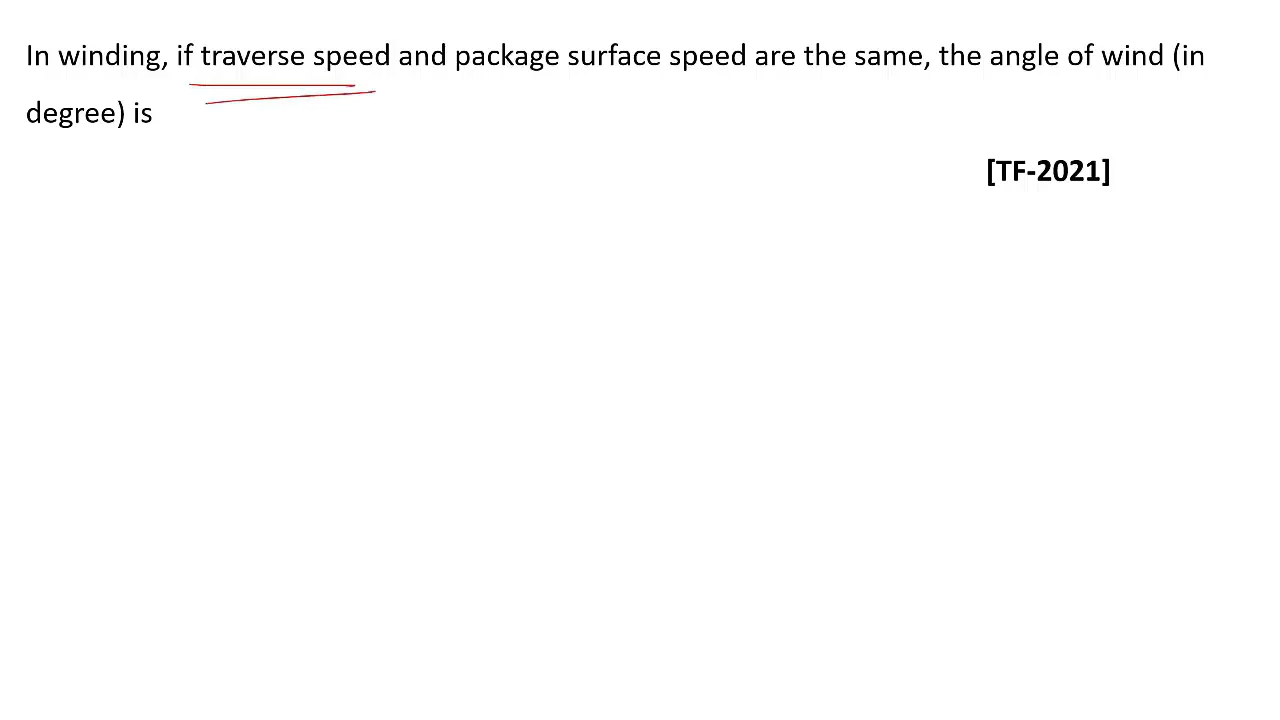 In winding, if traverse speed and package surface speed are the same, the angle of wind (in
degree) is
[TF-2021]